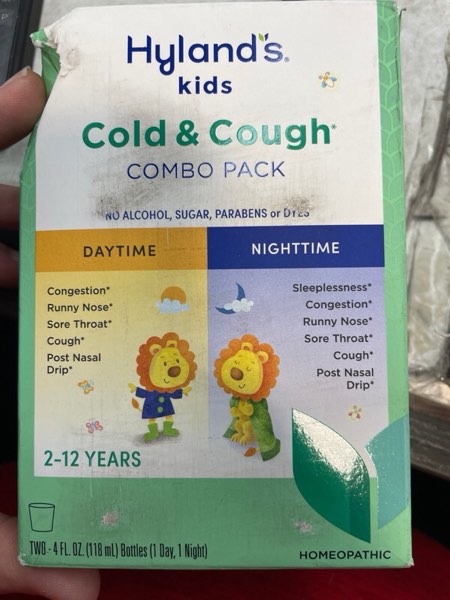 Hyland's.
kids
Cold & Cough*
COMBO PACK
NO ALCOHOL, SUGAR, PARABENS or DYES
DAYTIME
Congestion*
Runny Nose*
Sore Throat*
Cough*
Post Nasal
Drip*
NIGHTTIME
Sleeplessness*
Congestion*
Runny Nose*
Sore Throat*
Cough*
Post Nasal
Drip*
2-12 YEARS
TWO - 4 FL. OZ. (118 mL) Bottles (1 Day, 1 Night)
HOMEOPATHIC